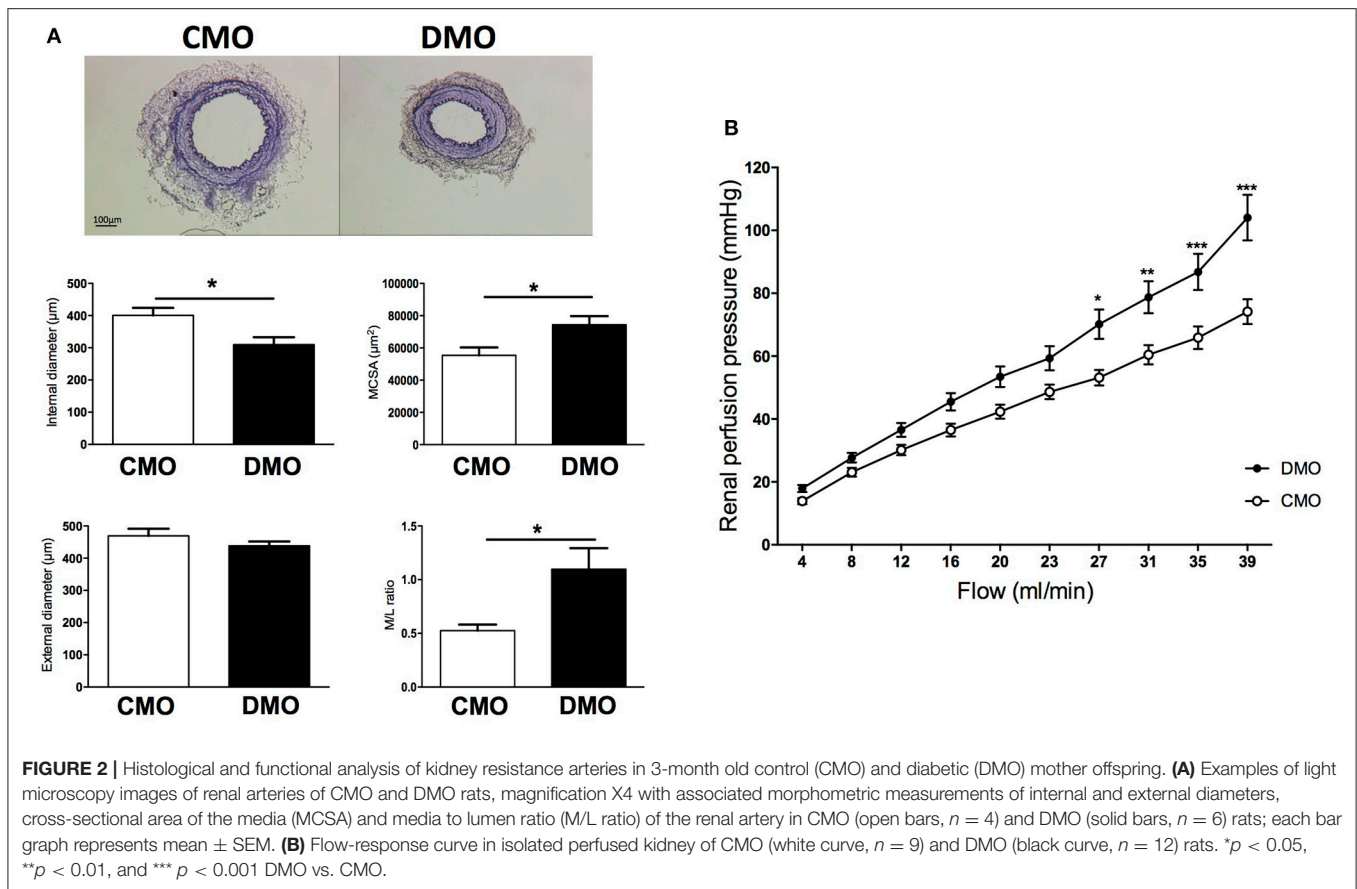 A
CMO
DMO
100µm
Internal diameter (µm)
500
400
300
200
100
0
*
CMO
DMO
MCSA (µm²)
100000
80000
60000
40000
20000
0
*
CMO
DMO
External diameter (µm)
500
400
300
200
100
0
CMO
DMO
M/L ratio
1.5
1.0
0.5
0.0
*
CMO
DMO
B
Renal perfusion presssure (mmHg)
120
100
80
60
40
20
0
*
**
***
***
DMO
CMO
4 8 12 16 20 23 27 31 35 39
Flow (ml/min)
FIGURE 2 | Histological and functional analysis of kidney resistance arteries in 3-month old control (CMO) and diabetic (DMO) mother offspring. (A) Examples of light
microscopy images of renal arteries of CMO and DMO rats, magnification X4 with associated morphometric measurements of internal and external diameters,
cross-sectional area of the media (MCSA) and media to lumen ratio (M/L ratio) of the renal artery in CMO (open bars, n = 4) and DMO (solid bars, n = 6) rats; each bar
graph represents mean ± SEM. (B) Flow-response curve in isolated perfused kidney of CMO (white curve, n = 9) and DMO (black curve, n = 12) rats. *p < 0.05,
**p < 0.01, and *** p < 0.001 DMO vs. CMO.